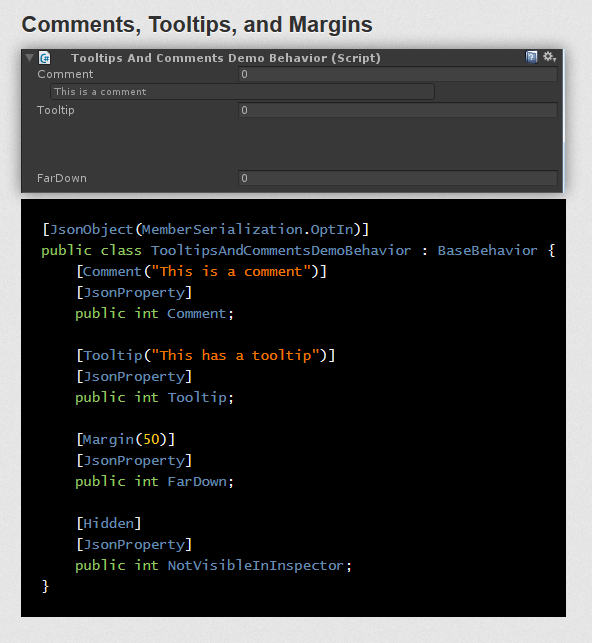 Comments, Tooltips, and Margins
C# Tooltips And Comments Demo Behavior (Script)
Comment 0
This is a comment
Tooltip 0
FarDown 0
[JsonObject(MemberSerialization.OptIn)]
public class TooltipsAndCommentsDemoBehavior : BaseBehavior {
[Comment("This is a comment")]
[JsonProperty]
public int Comment;
[Tooltip("This has a tooltip")]
[JsonProperty]
public int Tooltip;
[Margin(50)]
[JsonProperty]
public int FarDown;
[Hidden]
[JsonProperty]
public int NotVisibleInInspector;
}